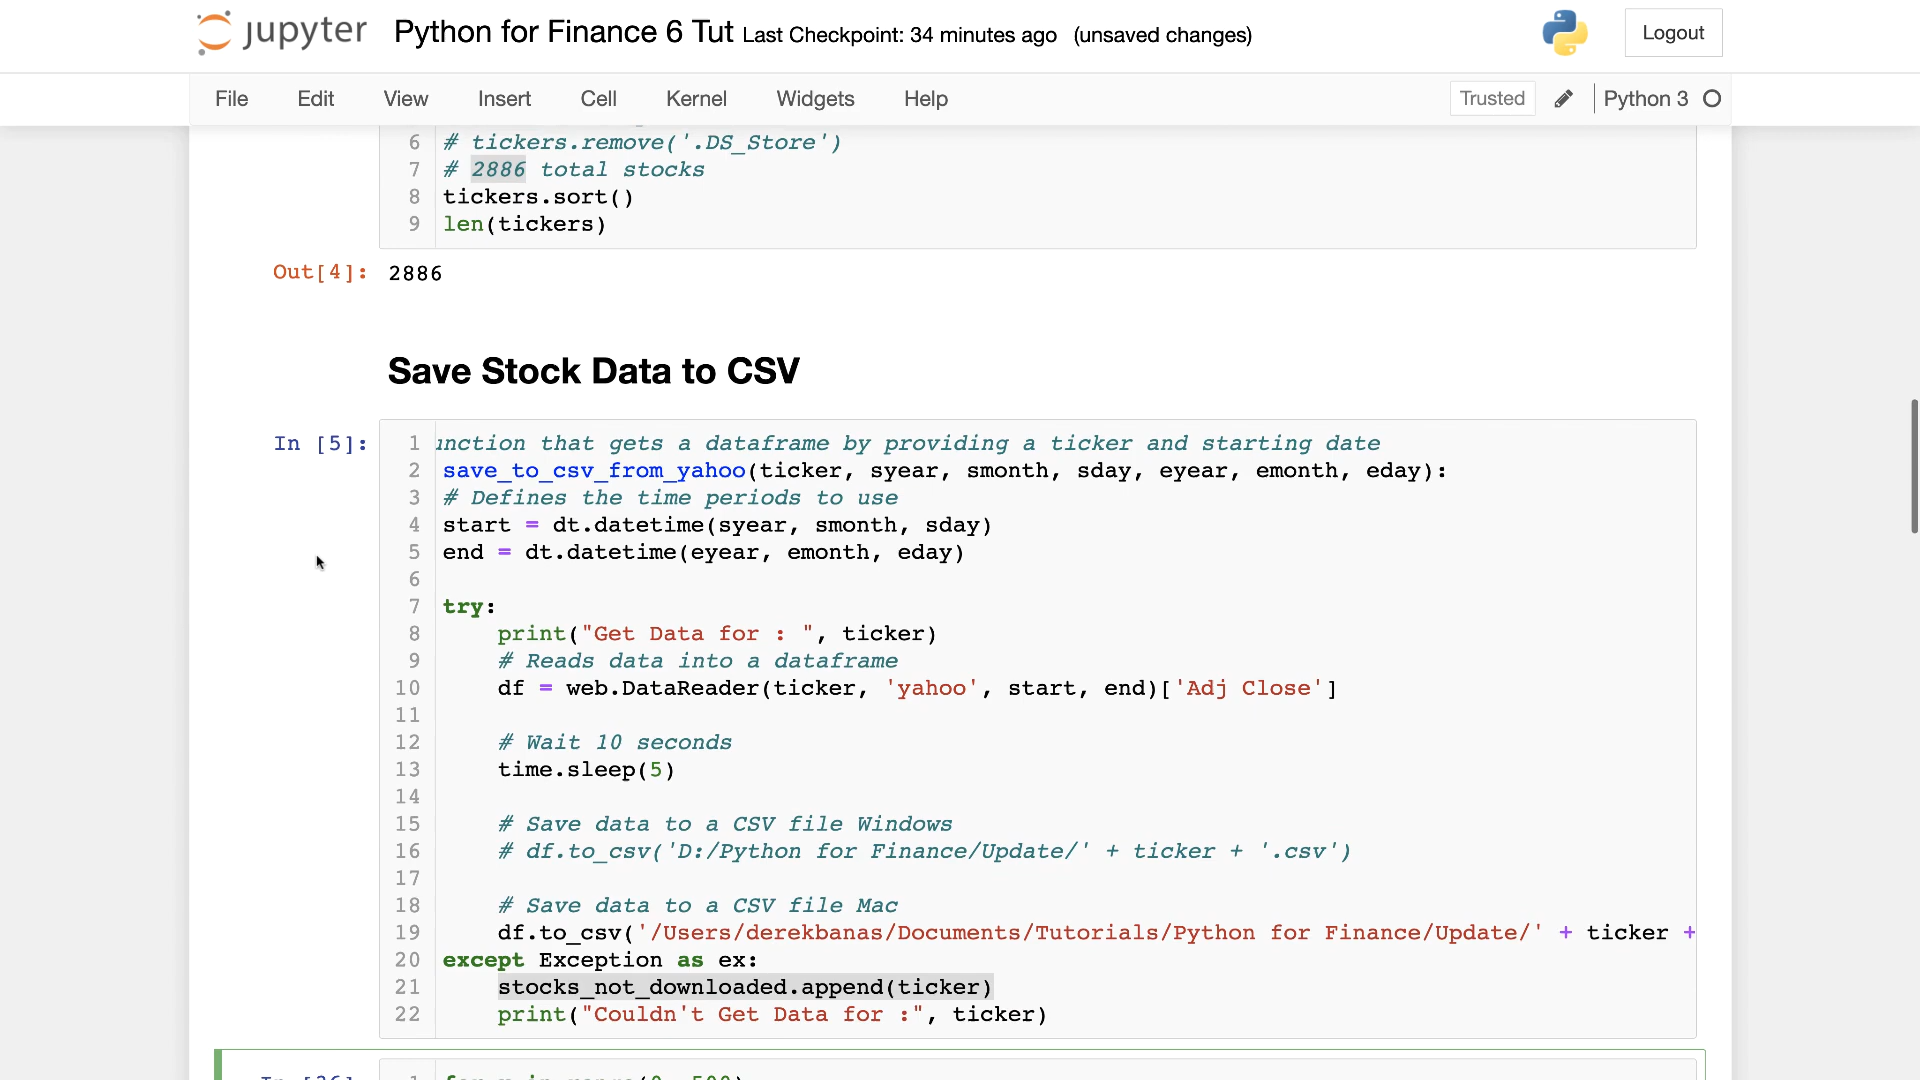 jupyter Python for Finance 6 Tut Last Checkpoint: 34 minutes ago (unsaved changes) Logout
File Edit View Insert Cell Kernel Widgets Help Trusted Python 3
6 # tickers.remove('.DS_Store')
7 # 2886 total stocks
8 tickers.sort()
9 len(tickers)
Out[4]: 2886
Save Stock Data to CSV
In [5]: 1 unction that gets a dataframe by providing a ticker and starting date
2 save_to_csv_from_yahoo(ticker, syear, smonth, sday, eyear, emonth, eday):
3 # Defines the time periods to use
4 start = dt.datetime(syear, smonth, sday)
5 end = dt.datetime(eyear, emonth, eday)
6
7 try:
8 print("Get Data for : ", ticker)
9 # Reads data into a dataframe
10 df = web.DataReader(ticker, 'yahoo', start, end)['Adj Close']
11
12 # Wait 10 seconds
13 time.sleep(5)
14
15 # Save data to a CSV file Windows
16 # df.to_csv('D:/Python for Finance/Update/' + ticker + '.csv')
17
18 # Save data to a CSV file Mac
19 df.to_csv('/Users/derekbanas/Documents/Tutorials/Python for Finance/Update/' + ticker +
20 except Exception as ex:
21 stocks_not_downloaded.append(ticker)
22 print("Couldn't Get Data for :", ticker)
In [26]: 1 for x in range(0, 500):